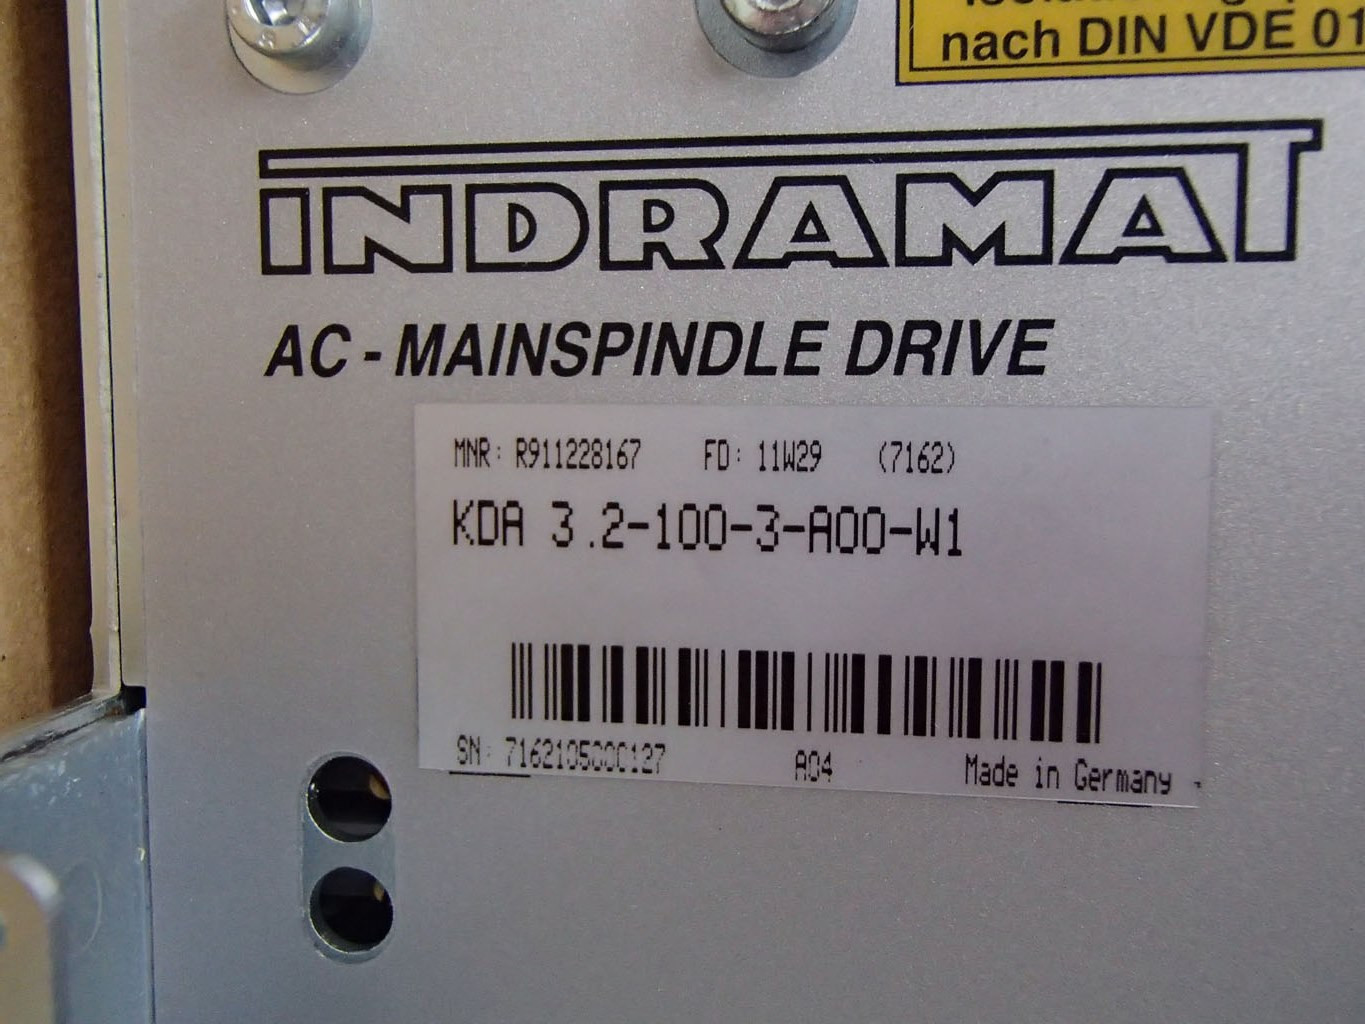 nach DIN VDE 01
INDRAMAT
AC - MAINSPINDLE DRIVE
MNR: R911228167 FD: 11W29 (7162)
KDA 3.2-100-3-A00-W1
SN: 7162105000127 A04 Made in Germany